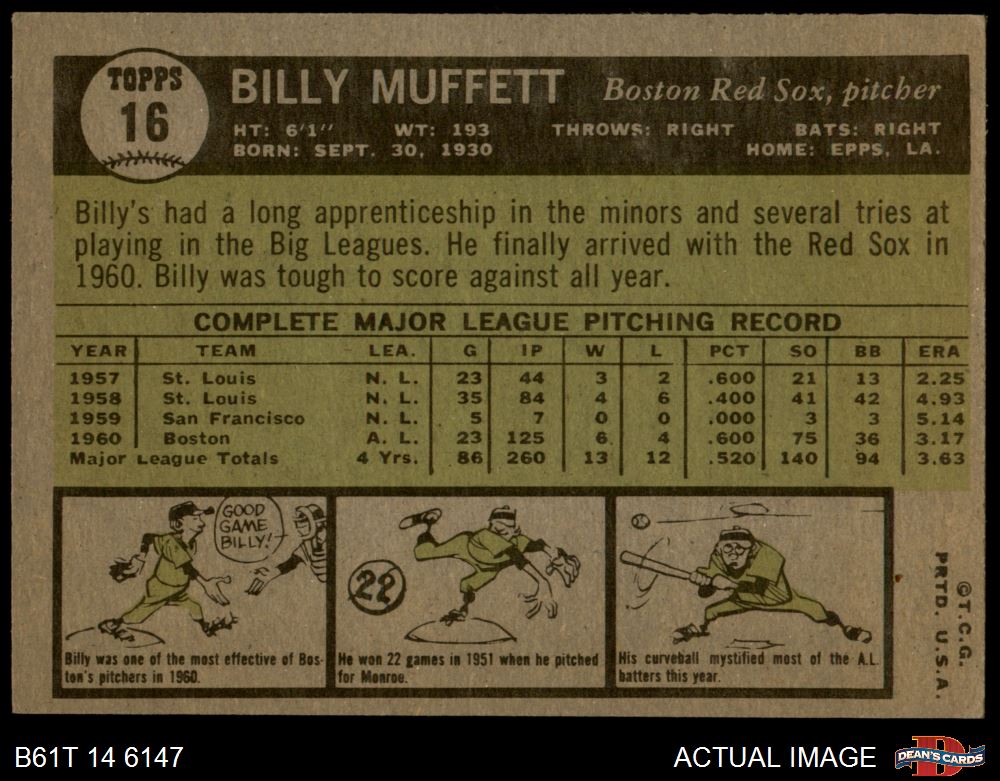 TOPPS
16
BILLY MUFFETT Boston Red Sox, pitcher
HT: 6'1" WT: 193 THROWS: RIGHT BATS: RIGHT
BORN: SEPT. 30, 1930 HOME: EPPS, LA.
Billy's had a long apprenticeship in the minors and several tries at
playing in the Big Leagues. He finally arrived with the Red Sox in
1960. Billy was tough to score against all year.
COMPLETE MAJOR LEAGUE PITCHING RECORD
YEAR TEAM LEA. G IP W L PCT SO BB ERA
1957 St. Louis N. L. 23 44 3 2 .600 21 13 2.25
1958 St. Louis N. L. 35 84 4 6 .400 41 42 4.93
1959 San Francisco N. L. 5 7 0 0 .000 3 3 5.14
1960 Boston A. L. 23 125 6 4 .600 75 36 3.17
Major League Totals 4 Yrs. 86 260 13 12 .520 140 94 3.63
GOOD
GAME
BILLY!
Billy was one of the most effective of Bos-
ton's pitchers in 1960.
22
He won 22 games in 1951 when he pitched
for Monroe.
His curveball mystified most of the A.L.
batters this year.
©T.C.G.
PRTD. U.S.A.
B61T 14 6147 ACTUAL IMAGE
DEAN'S CARDS